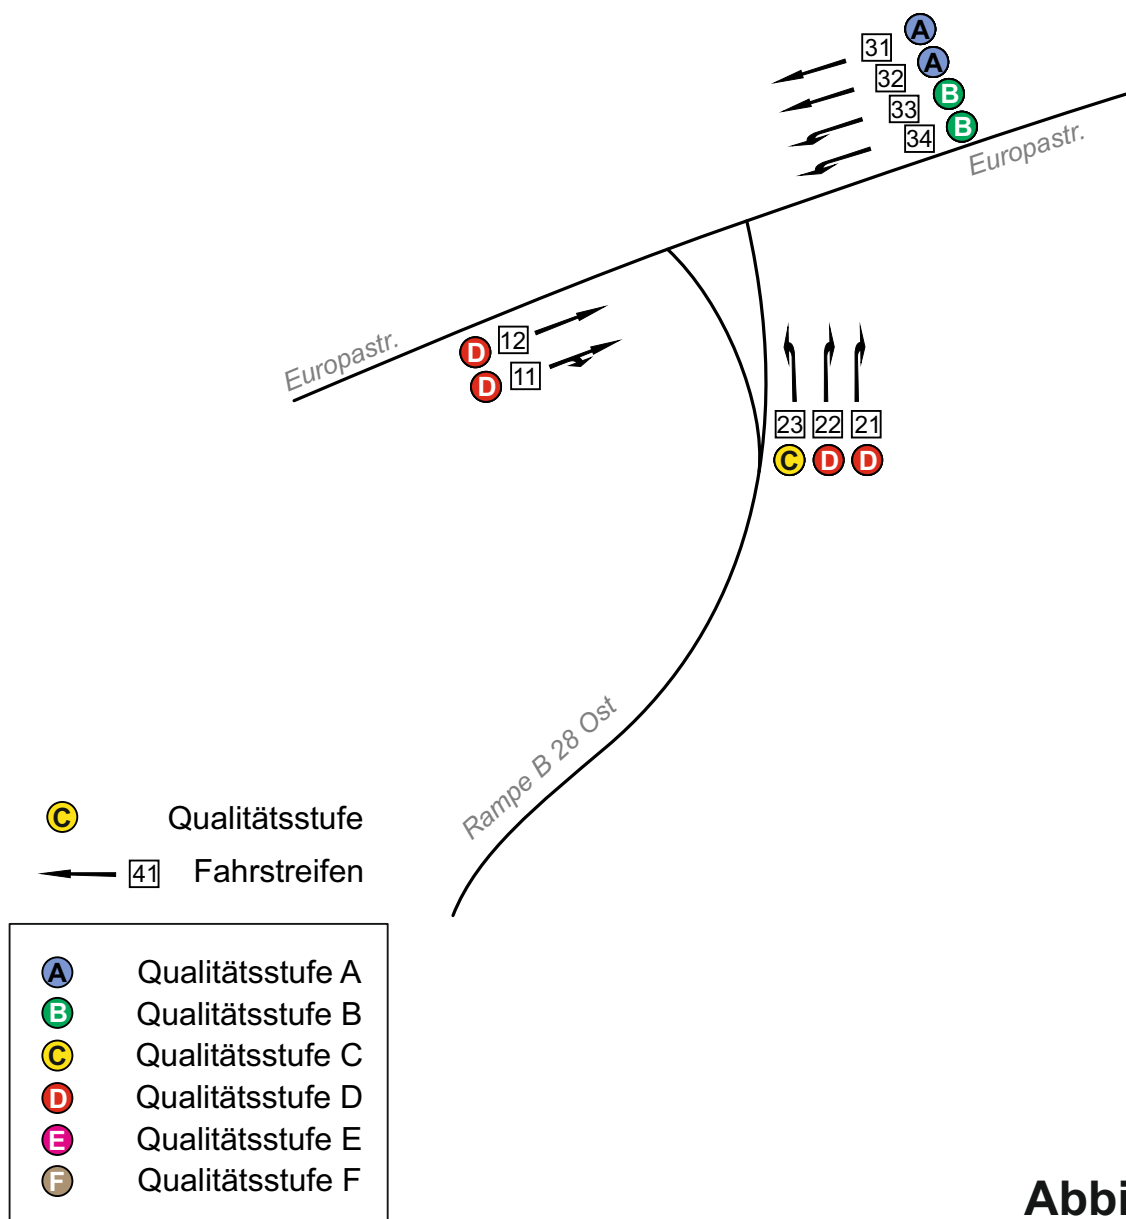 31 A
32 A
33 B
34 B
Europastr.
Europastr.
D 12
D 11
23 22 21
C D D
Rampe B 28 Ost
C Qualitätsstufe
41 Fahrstreifen
A Qualitätsstufe A
B Qualitätsstufe B
C Qualitätsstufe C
D Qualitätsstufe D
E Qualitätsstufe E
F Qualitätsstufe F
Abbi